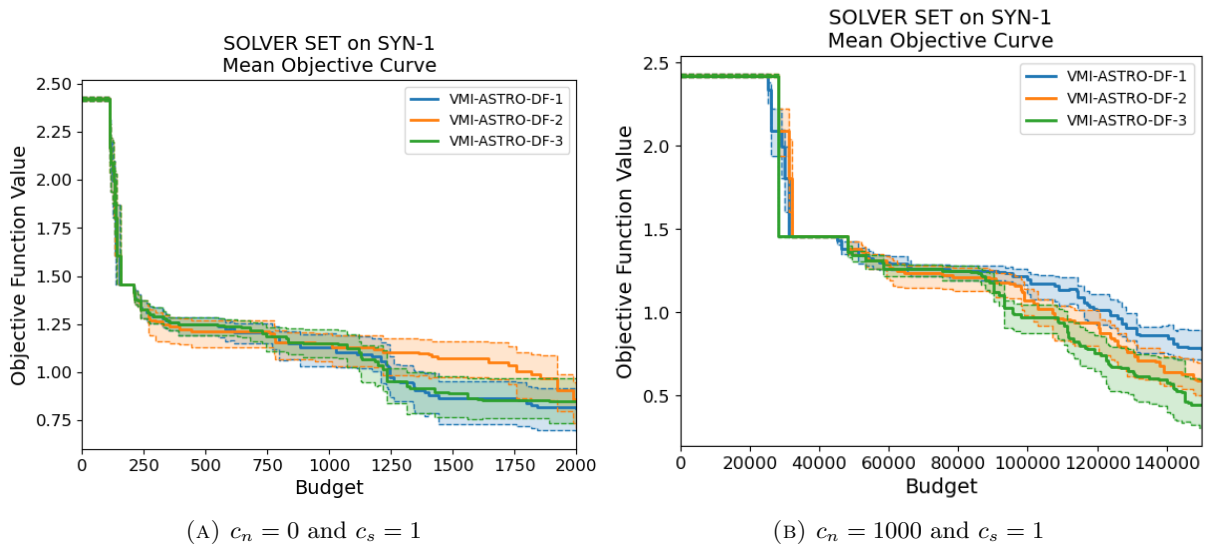 SOLVER SET on SYN-1
Mean Objective Curve
Objective Function Value
2.50
2.25
2.00
1.75
1.50
1.25
1.00
0.75
VMI-ASTRO-DF-1
VMI-ASTRO-DF-2
VMI-ASTRO-DF-3
0 250 500 750 1000 1250 1500 1750 2000
Budget
(A) $c_n = 0$ and $c_s = 1$
SOLVER SET on SYN-1
Mean Objective Curve
Objective Function Value
2.5
2.0
1.5
1.0
0.5
VMI-ASTRO-DF-1
VMI-ASTRO-DF-2
VMI-ASTRO-DF-3
0 20000 40000 60000 80000 100000 120000 140000
Budget
(B) $c_n = 1000$ and $c_s = 1$